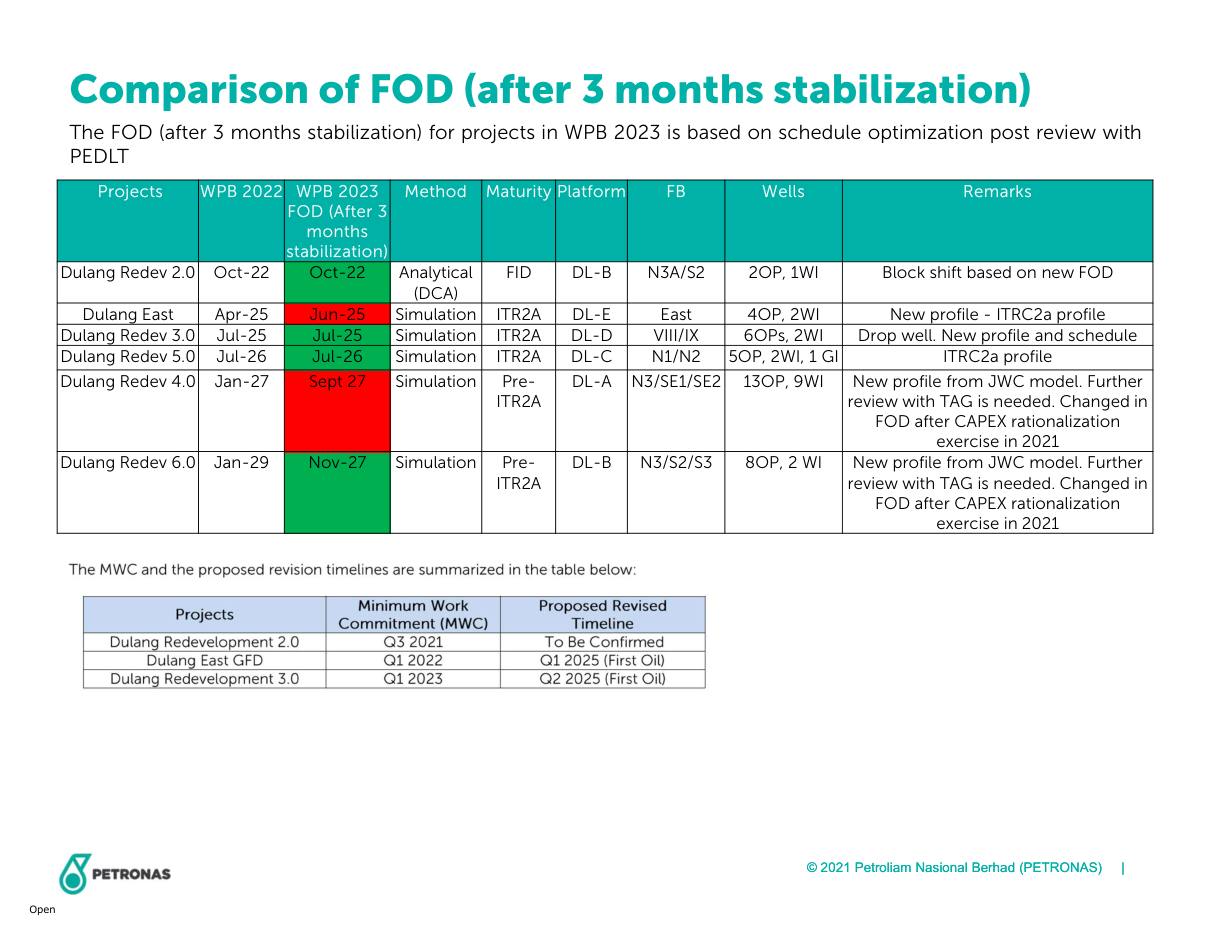 Comparison of FOD (after 3 months stabilization)
The FOD (after 3 months stabilization) for projects in WPB 2023 is based on schedule optimization post review with
PEDLT
Projects WPB 2022 WPB 2023 Method Maturity Platform FB Wells Remarks
FOD (After 3
months
stabilization)
Dulang Redev 2.0 Oct-22 Oct-22 Analytical FID DL-B N3A/S2 2OP, 1WI Block shift based on new FOD
(DCA)
Dulang East Apr-25 Jun-25 Simulation ITR2A DL-E East 4OP, 2WI New profile - ITRC2a profile
Dulang Redev 3.0 Jul-25 Jul-25 Simulation ITR2A DL-D VIII/IX 6OPs, 2WI Drop well. New profile and schedule
Dulang Redev 5.0 Jul-26 Jul-26 Simulation ITR2A DL-C N1/N2 5OP, 2WI, 1 GI ITRC2a profile
Dulang Redev 4.0 Jan-27 Sept 27 Simulation Pre- DL-A N3/SE1/SE2 13OP, 9WI New profile from JWC model. Further
ITR2A review with TAG is needed. Changed in
FOD after CAPEX rationalization
exercise in 2021
Dulang Redev 6.0 Jan-29 Nov-27 Simulation Pre- DL-B N3/S2/S3 8OP, 2 WI New profile from JWC model. Further
ITR2A review with TAG is needed. Changed in
FOD after CAPEX rationalization
exercise in 2021
The MWC and the proposed revision timelines are summarized in the table below:
Projects Minimum Work Proposed Revised
Commitment (MWC) Timeline
Dulang Redevelopment 2.0 Q3 2021 To Be Confirmed
Dulang East GFD Q1 2022 Q1 2025 (First Oil)
Dulang Redevelopment 3.0 Q1 2023 Q2 2025 (First Oil)
PETRONAS
© 2021 Petroliam Nasional Berhad (PETRONAS) |
Open